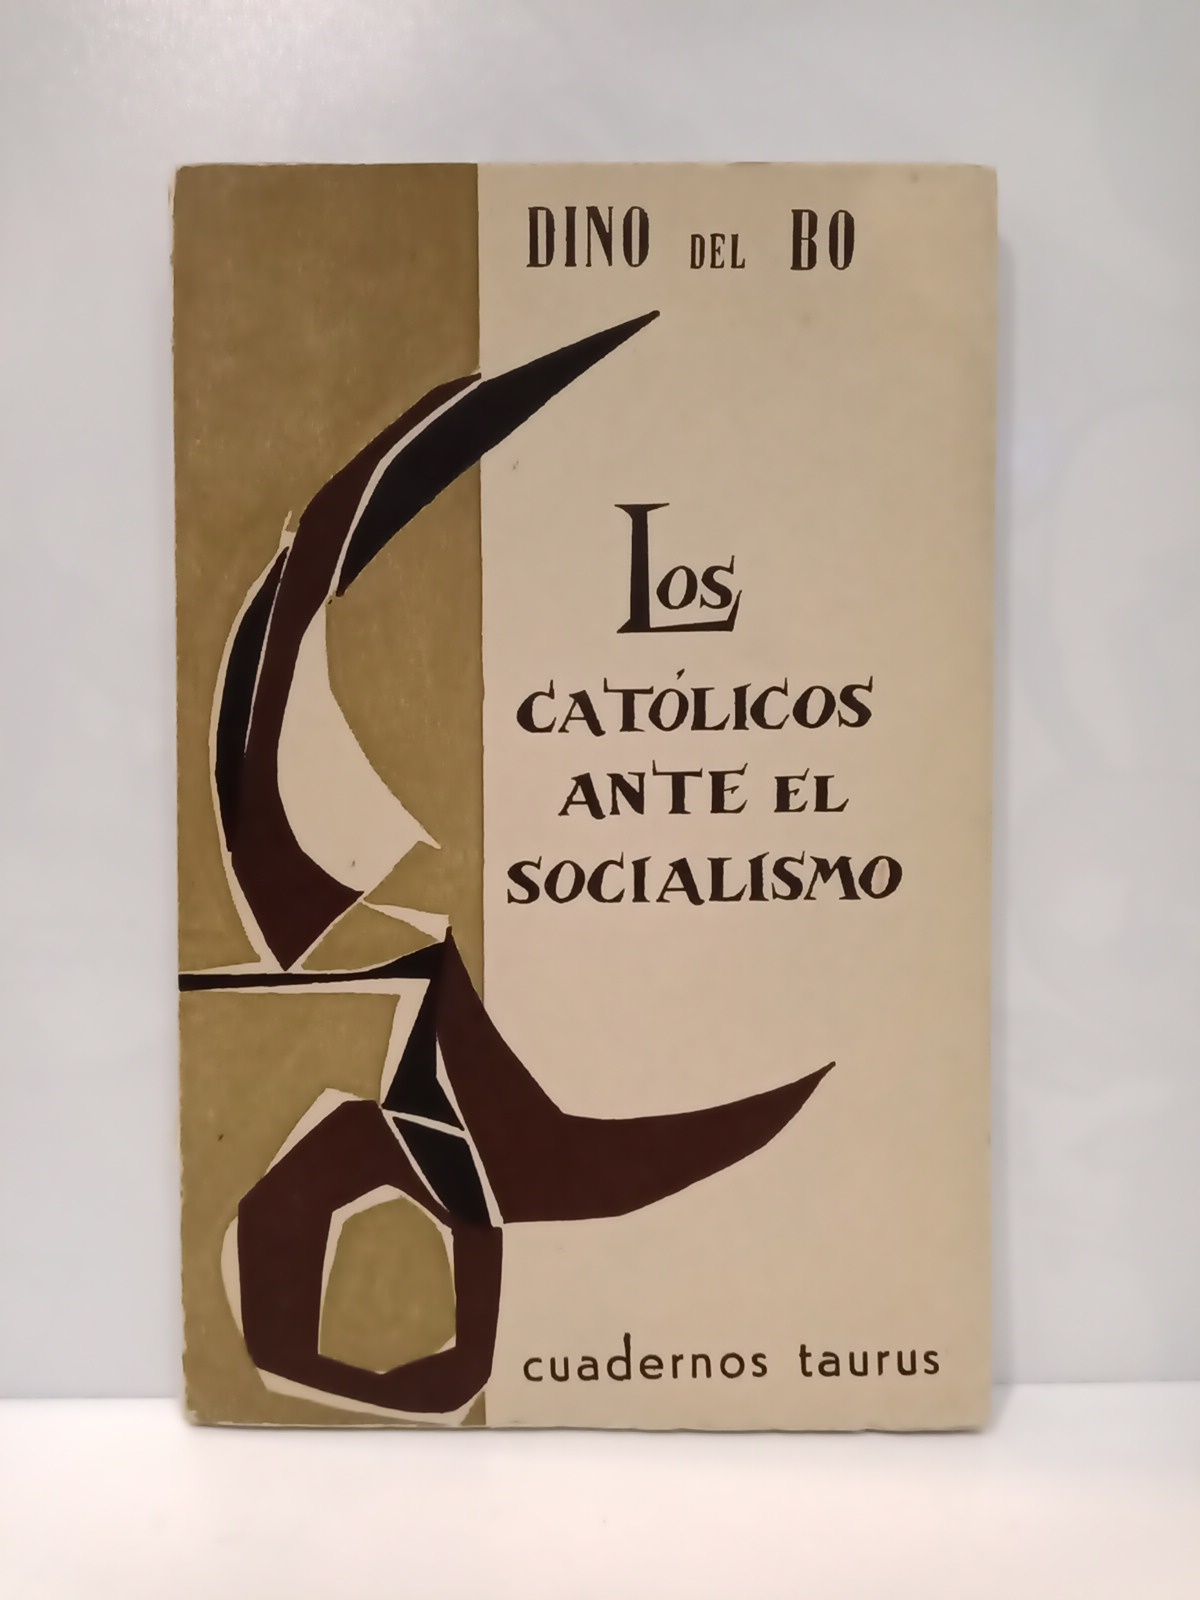 DINO DEL BO
LOS
CATÓLICOS
ANTE EL
SOCIALISMO
cuadernos taurus